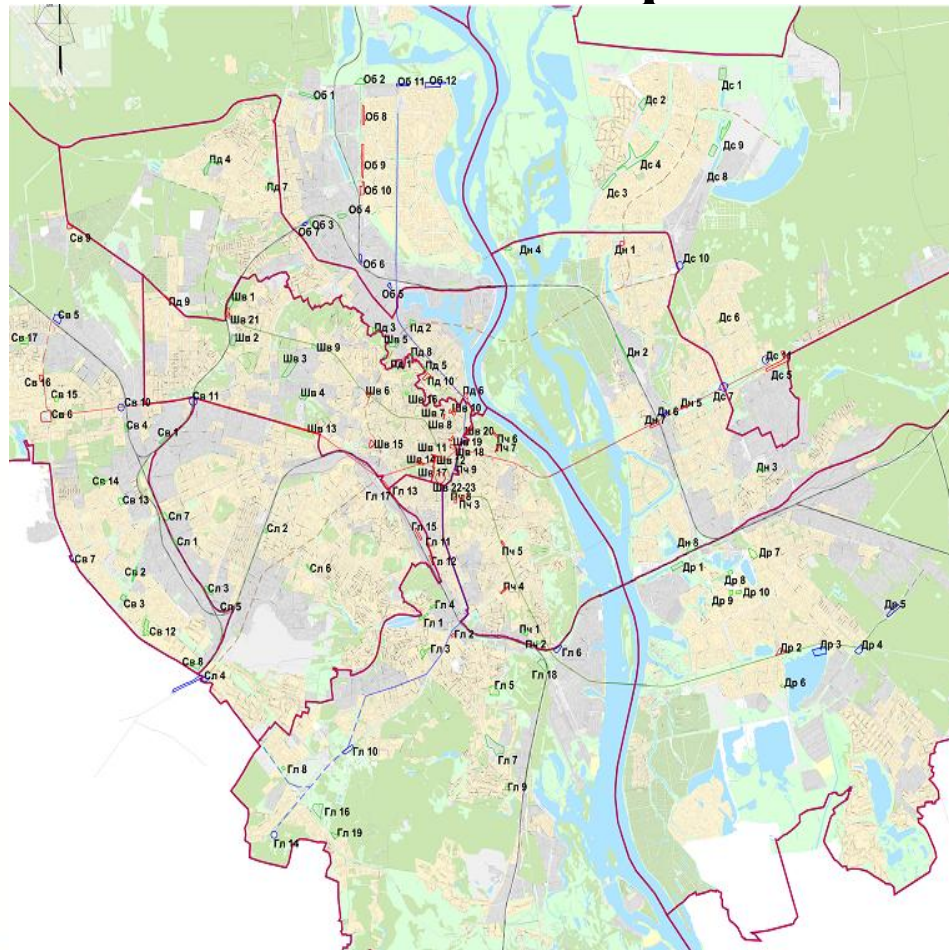 Об 2
Об 11
Об 12
Дс 1
Об 1
Дс 2
Об 8
Дс 9
Пд 4
Об 9
Дс 4
Пд 7
Об 10
Дс 3
Дс 8
Об 4
Св 9
Об 3
Об 7
Дн 4
Дн 1
Об 6
Дс 10
Об 5
Пд 9
Шв 1
Св 5
Шв 21
Пд 3
Пд 2
Дс 6
Св 17
Шв 2
Шв 5
Шв 9
Пд 8
Дн 2
Шв 3
Пд 1
Пд 5
Дс 11
Св 16
Пд 10
Дс 5
Св 15
Шв 4
Шв 6
Пд 6
Дс 7
Св 10
Св 11
Шв 16
Дн 5
Св 6
Шв 7
Шв 10
Дн 6
Св 4
Св 1
Шв 13
Шв 8
Дн 7
Шв 20
Шв 15
Шв 19
Пч 6
Шв 11
Шв 18
Пч 7
Шв 14
Шв 12
Дн 3
Св 14
Шв 17
Пч 9
Шв 22-23
Св 13
Гл 17
Гл 13
Пч 8
Пч 3
Сл 7
Сл 2
Гл 15
Сл 1
Гл 11
Дн 8
Св 7
Пч 5
Др 7
Св 2
Сл 6
Гл 12
Др 1
Др 8
Сл 3
Пч 4
Др 10
Св 3
Сл 5
Гл 4
Др 9
Др 5
Гл 1
Св 12
Гл 2
Пч 1
Гл 3
Пч 2
Гл 6
Др 2
Др 3
Др 4
Св 8
Сл 4
Гл 18
Гл 5
Др 6
Гл 10
Гл 7
Гл 8
Гл 9
Гл 16
Гл 19
Гл 14